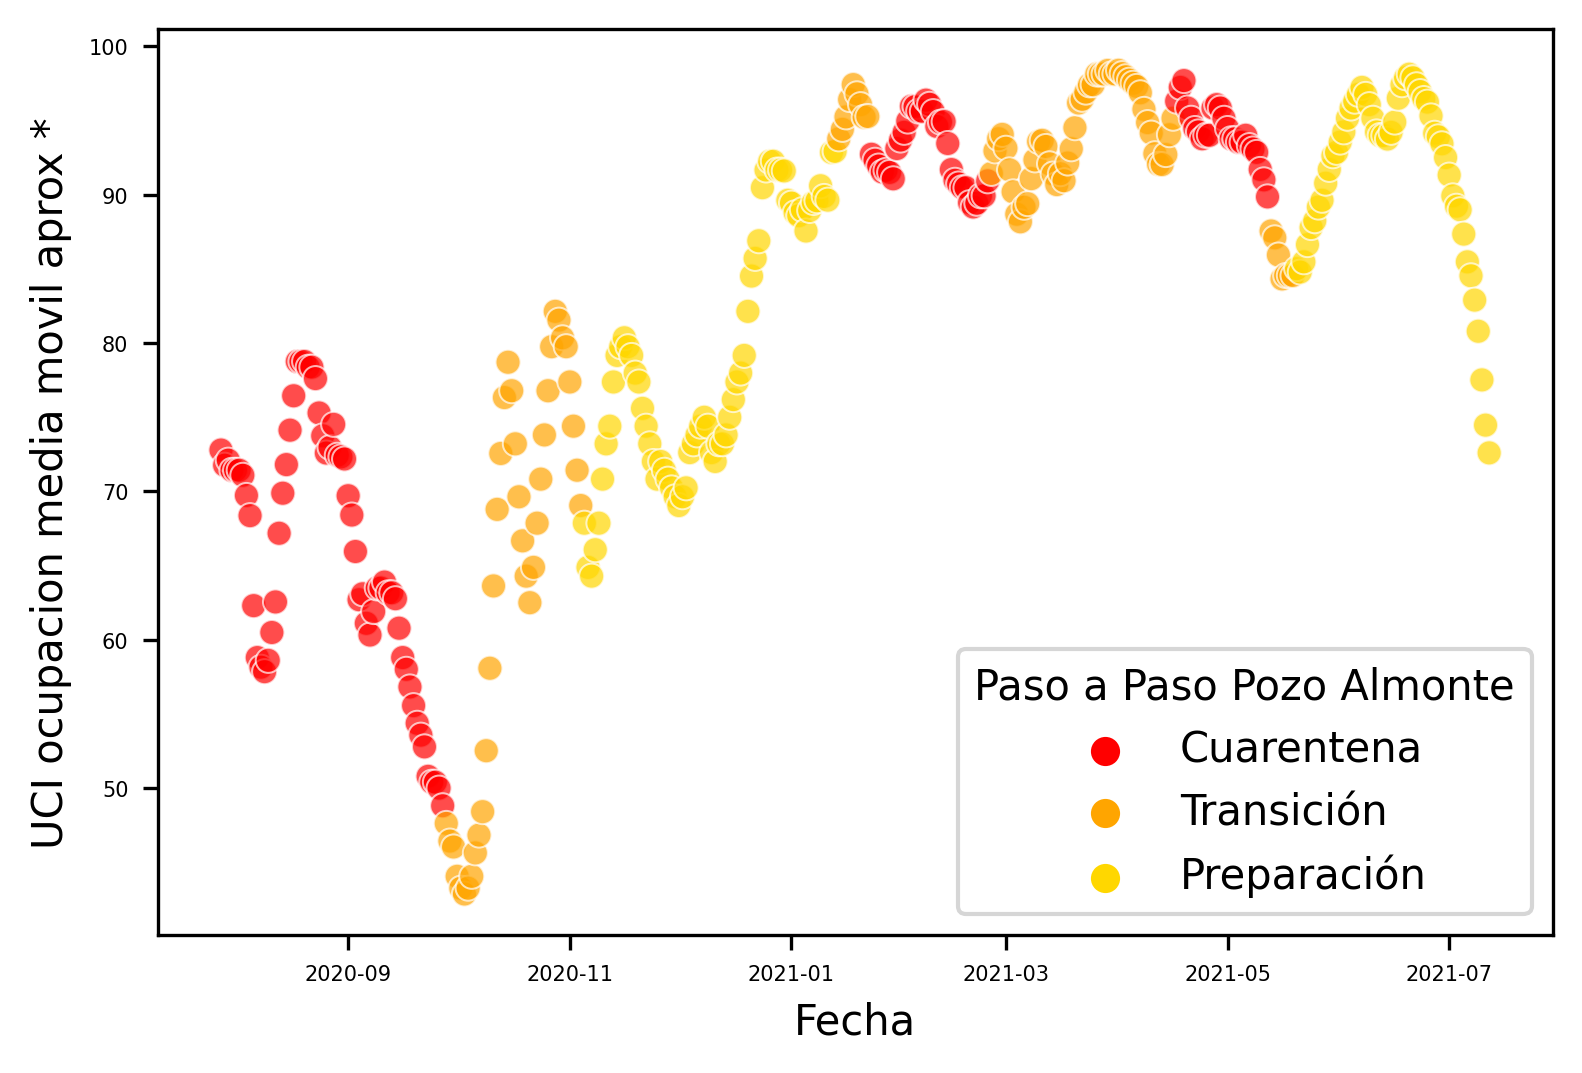 UCI ocupacion media movil aprox *
100
90
80
70
60
50
Paso a Paso Pozo Almonte
Cuarentena
Transición
Preparación
2020-09
2020-11
2021-01
2021-03
2021-05
2021-07
Fecha